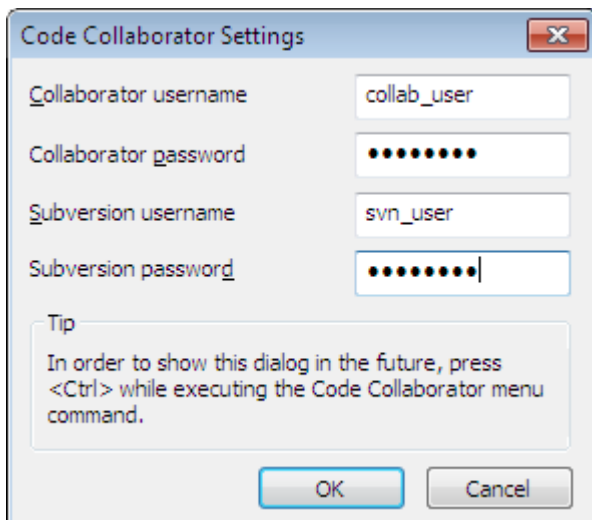 Code Collaborator Settings
Collaborator username collab_user
Collaborator password ●●●●●●●●
Subversion username svn_user
Subversion password ●●●●●●●●
Tip
In order to show this dialog in the future, press
<Ctrl> while executing the Code Collaborator menu
command.
OK Cancel